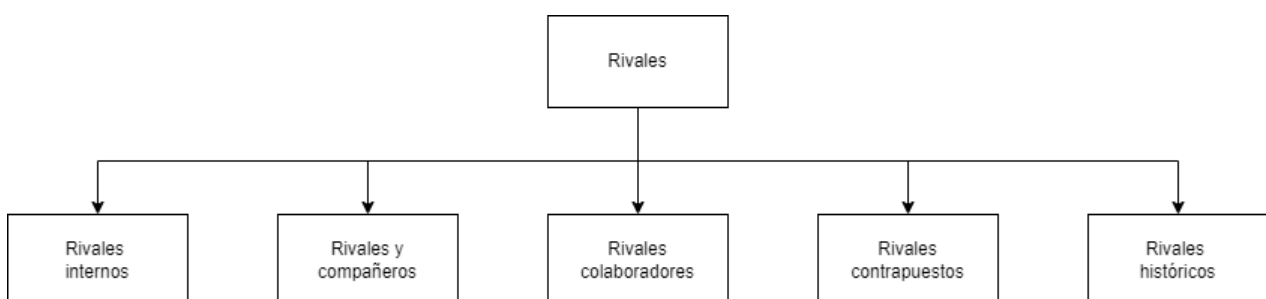 Rivales
Rivales
internos
Rivales y
compañeros
Rivales
colaboradores
Rivales
contrapuestos
Rivales
históricos